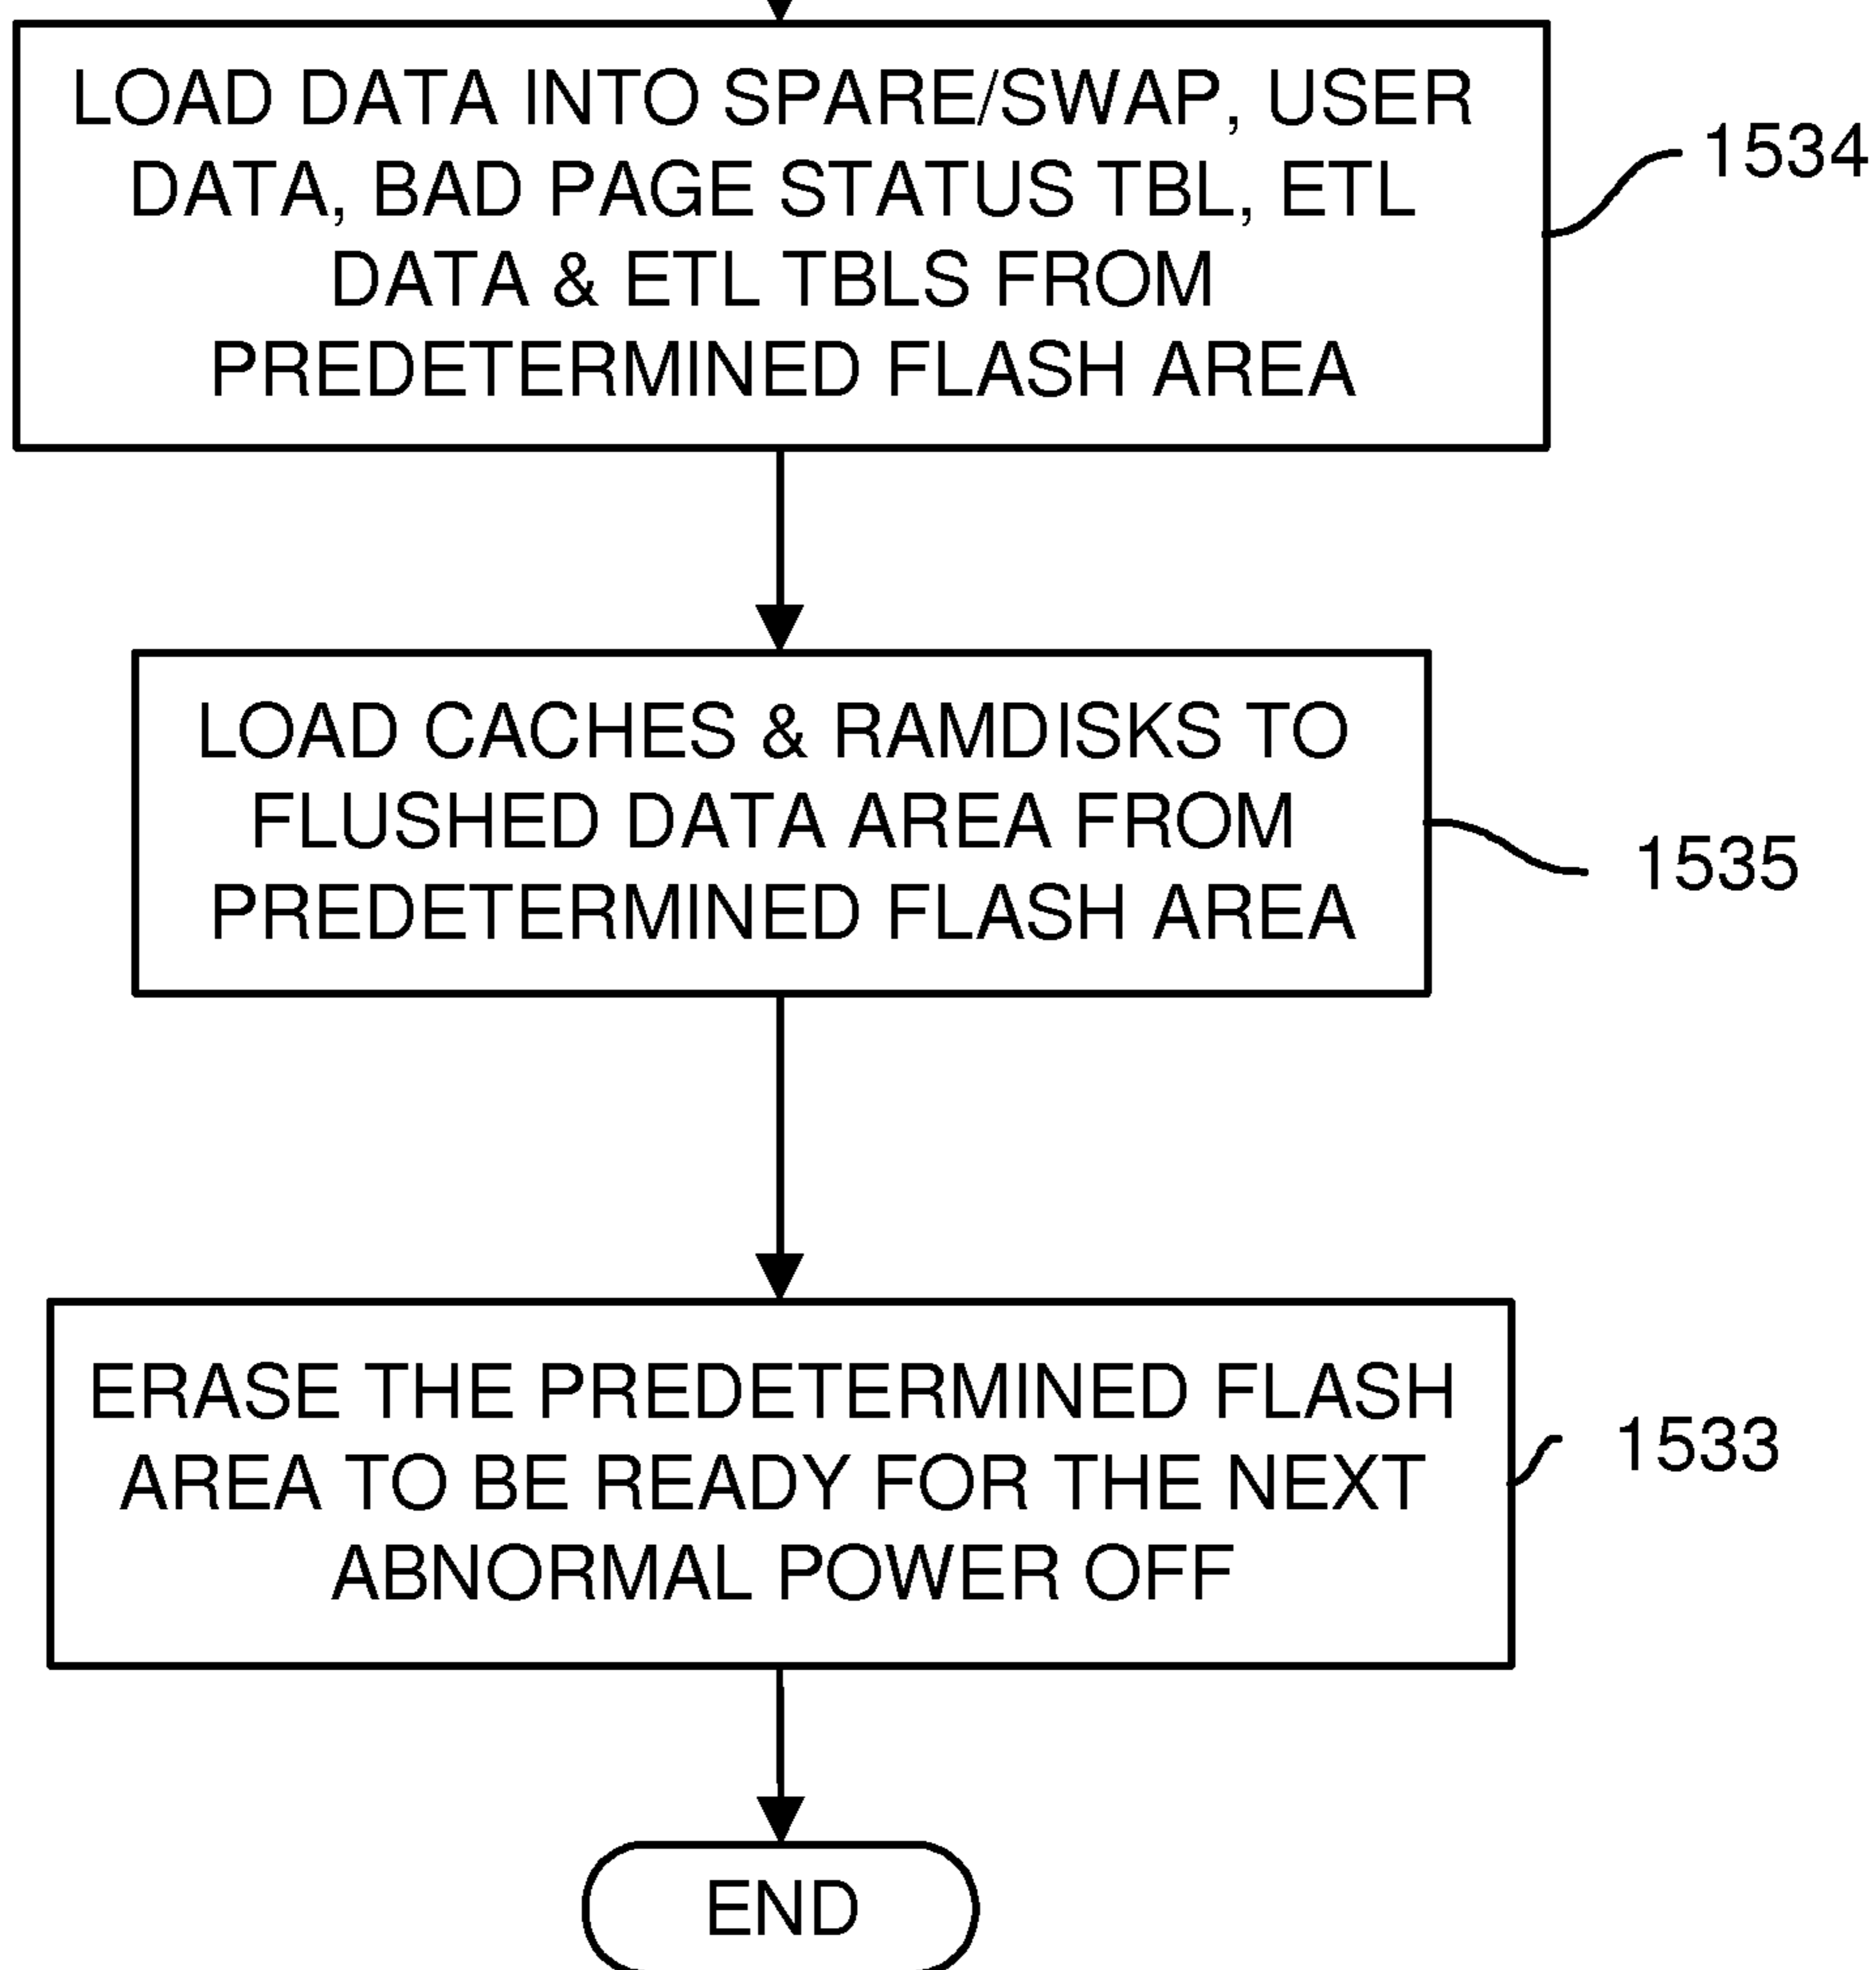 LOAD DATA INTO SPARE/SWAP, USER
DATA, BAD PAGE STATUS TBL, ETL
DATA & ETL TBLS FROM
PREDETERMINED FLASH AREA
1534
LOAD CACHES & RAMDISKS TO
FLUSHED DATA AREA FROM
PREDETERMINED FLASH AREA
1535
ERASE THE PREDETERMINED FLASH
AREA TO BE READY FOR THE NEXT
ABNORMAL POWER OFF
1533
END